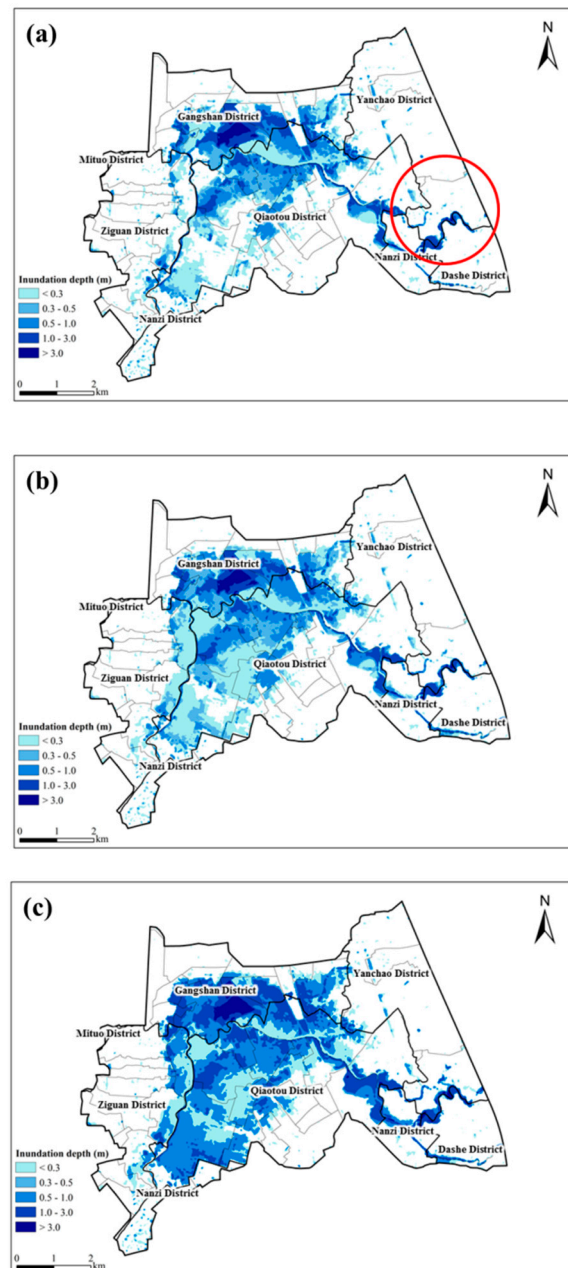 (a)
N
Yanchao District
Gangshan District
Mituo District
Qiaotou District
Ziguan District
Nanzi District
Dashe District
Inundation depth (m)
< 0.3
0.3 - 0.5
0.5 - 1.0
1.0 - 3.0
> 3.0
Nanzi District
0 1 2
km
(b)
N
Yanchao District
Gangshan District
Mituo District
Qiaotou District
Ziguan District
Nanzi District
Dashe District
Inundation depth (m)
< 0.3
0.3 - 0.5
0.5 - 1.0
1.0 - 3.0
> 3.0
Nanzi District
0 1 2
km
(c)
N
Yanchao District
Gangshan District
Mituo District
Qiaotou District
Ziguan District
Nanzi District
Dashe District
Inundation depth (m)
< 0.3
0.3 - 0.5
0.5 - 1.0
1.0 - 3.0
> 3.0
Nanzi District
0 1 2
km